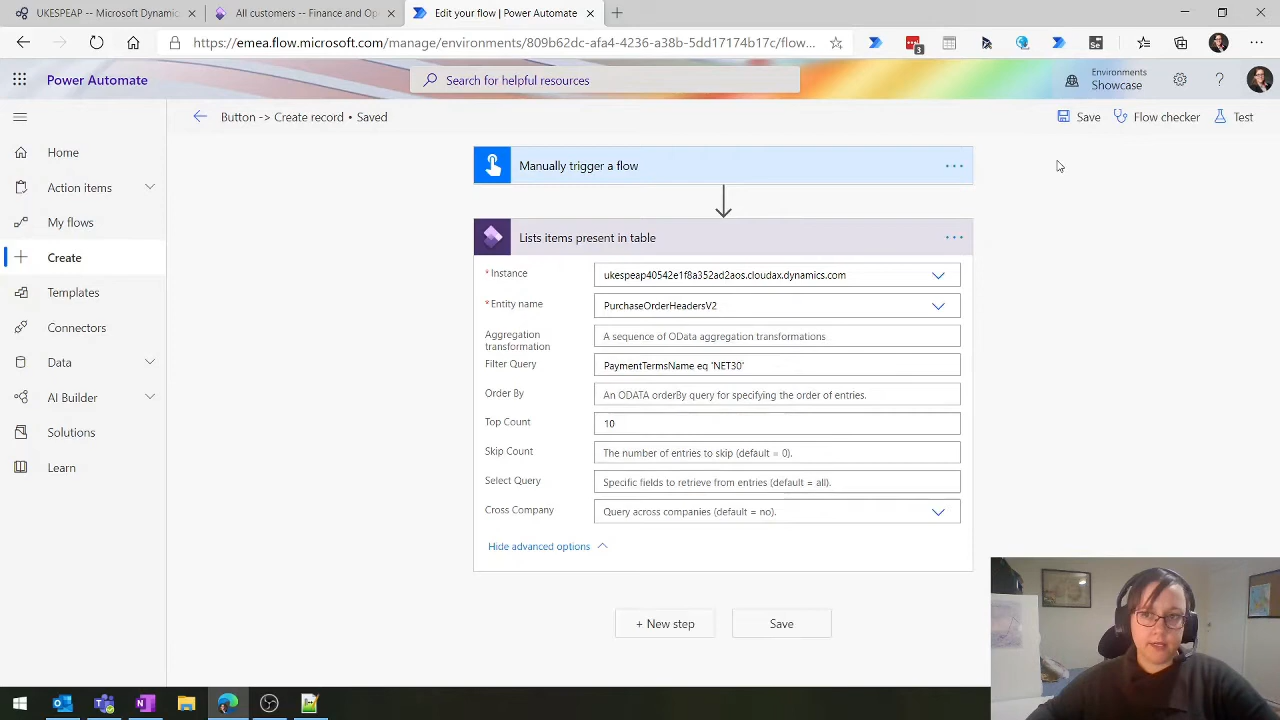 UKESPEAP -- Microsoft Dynamic
All customers -- Finance and Op
Edit your flow | Power Automate
https://emea.flow.microsoft.com/manage/environments/809b62dc-afa4-4236-a38b-5dd17174b17c/flow...
3
Se
Power Automate
Search for helpful resources
Environments
Showcase
Button -> Create record • Saved
Save
Flow checker
Test
Home
Action items
My flows
Create
Templates
Connectors
Data
AI Builder
Solutions
Learn
Manually trigger a flow
Lists items present in table
* Instance
ukespeap40542e1f8a352ad2aos.cloudax.dynamics.com
* Entity name
PurchaseOrderHeadersV2
Aggregation
transformation
A sequence of OData aggregation transformations
Filter Query
PaymentTermsName eq 'NET30'
Order By
An ODATA orderBy query for specifying the order of entries.
Top Count
10
Skip Count
The number of entries to skip (default = 0).
Select Query
Specific fields to retrieve from entries (default = all).
Cross Company
Query across companies (default = no).
Hide advanced options
+ New step
Save